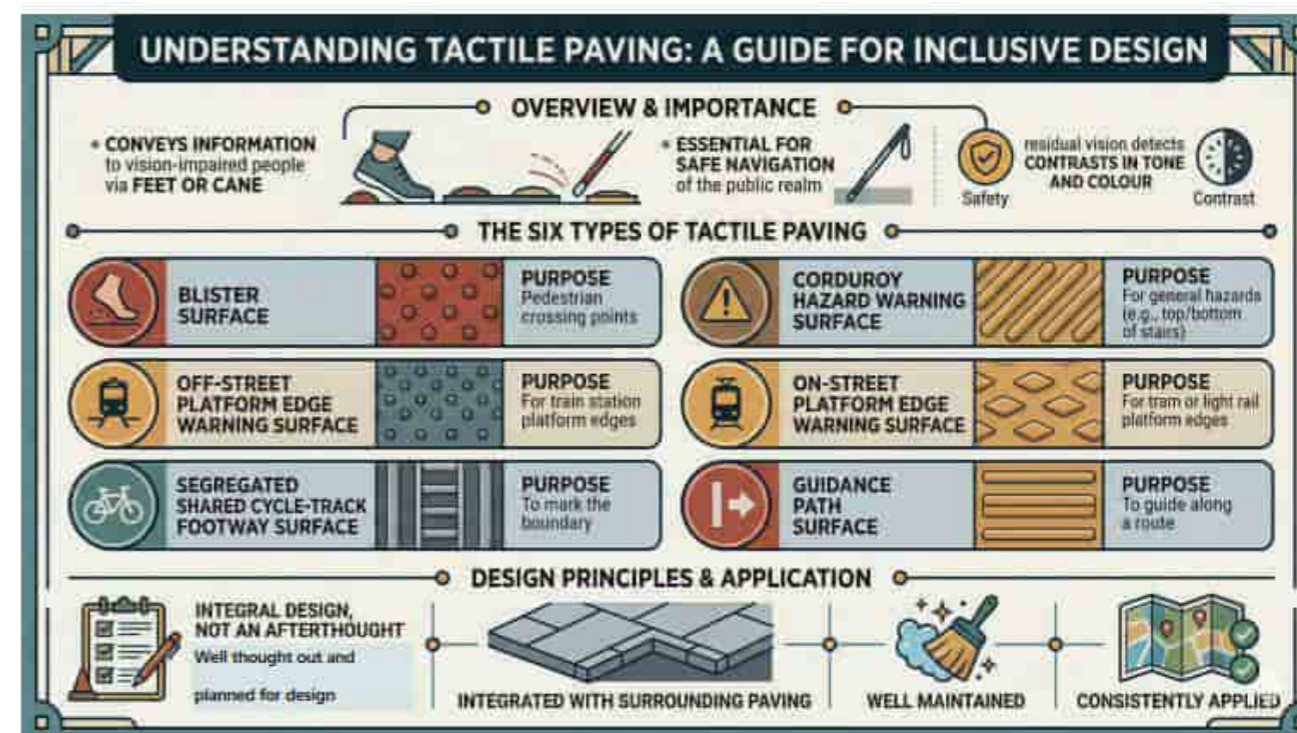 UNDERSTANDING TACTILE PAVING: A GUIDE FOR INCLUSIVE DESIGN
OVERVIEW & IMPORTANCE
• CONVEYS INFORMATION
to vision-impaired people
via FEET OR CANE
• ESSENTIAL FOR
SAFE NAVIGATION
of the public realm
Safety
residual vision detects
CONTRASTS IN TONE
AND COLOUR
Contrast
THE SIX TYPES OF TACTILE PAVING
BLISTER
SURFACE
PURPOSE
Pedestrian
crossing points
CORDUROY
HAZARD WARNING
SURFACE
PURPOSE
For general hazards
(e.g., top/bottom
of stairs)
OFF-STREET
PLATFORM EDGE
WARNING SURFACE
PURPOSE
For train station
platform edges
ON-STREET
PLATFORM EDGE
WARNING SURFACE
PURPOSE
For tram or light rail
platform edges
SEGREGATED
SHARED CYCLE-TRACK
FOOTWAY SURFACE
PURPOSE
To mark the
boundary
GUIDANCE
PATH
SURFACE
PURPOSE
To guide along
a route
DESIGN PRINCIPLES & APPLICATION
INTEGRAL DESIGN,
NOT AN AFTERTHOUGHT
Well thought out and
planned for design
INTEGRATED WITH SURROUNDING PAVING
WELL MAINTAINED
CONSISTENTLY APPLIED